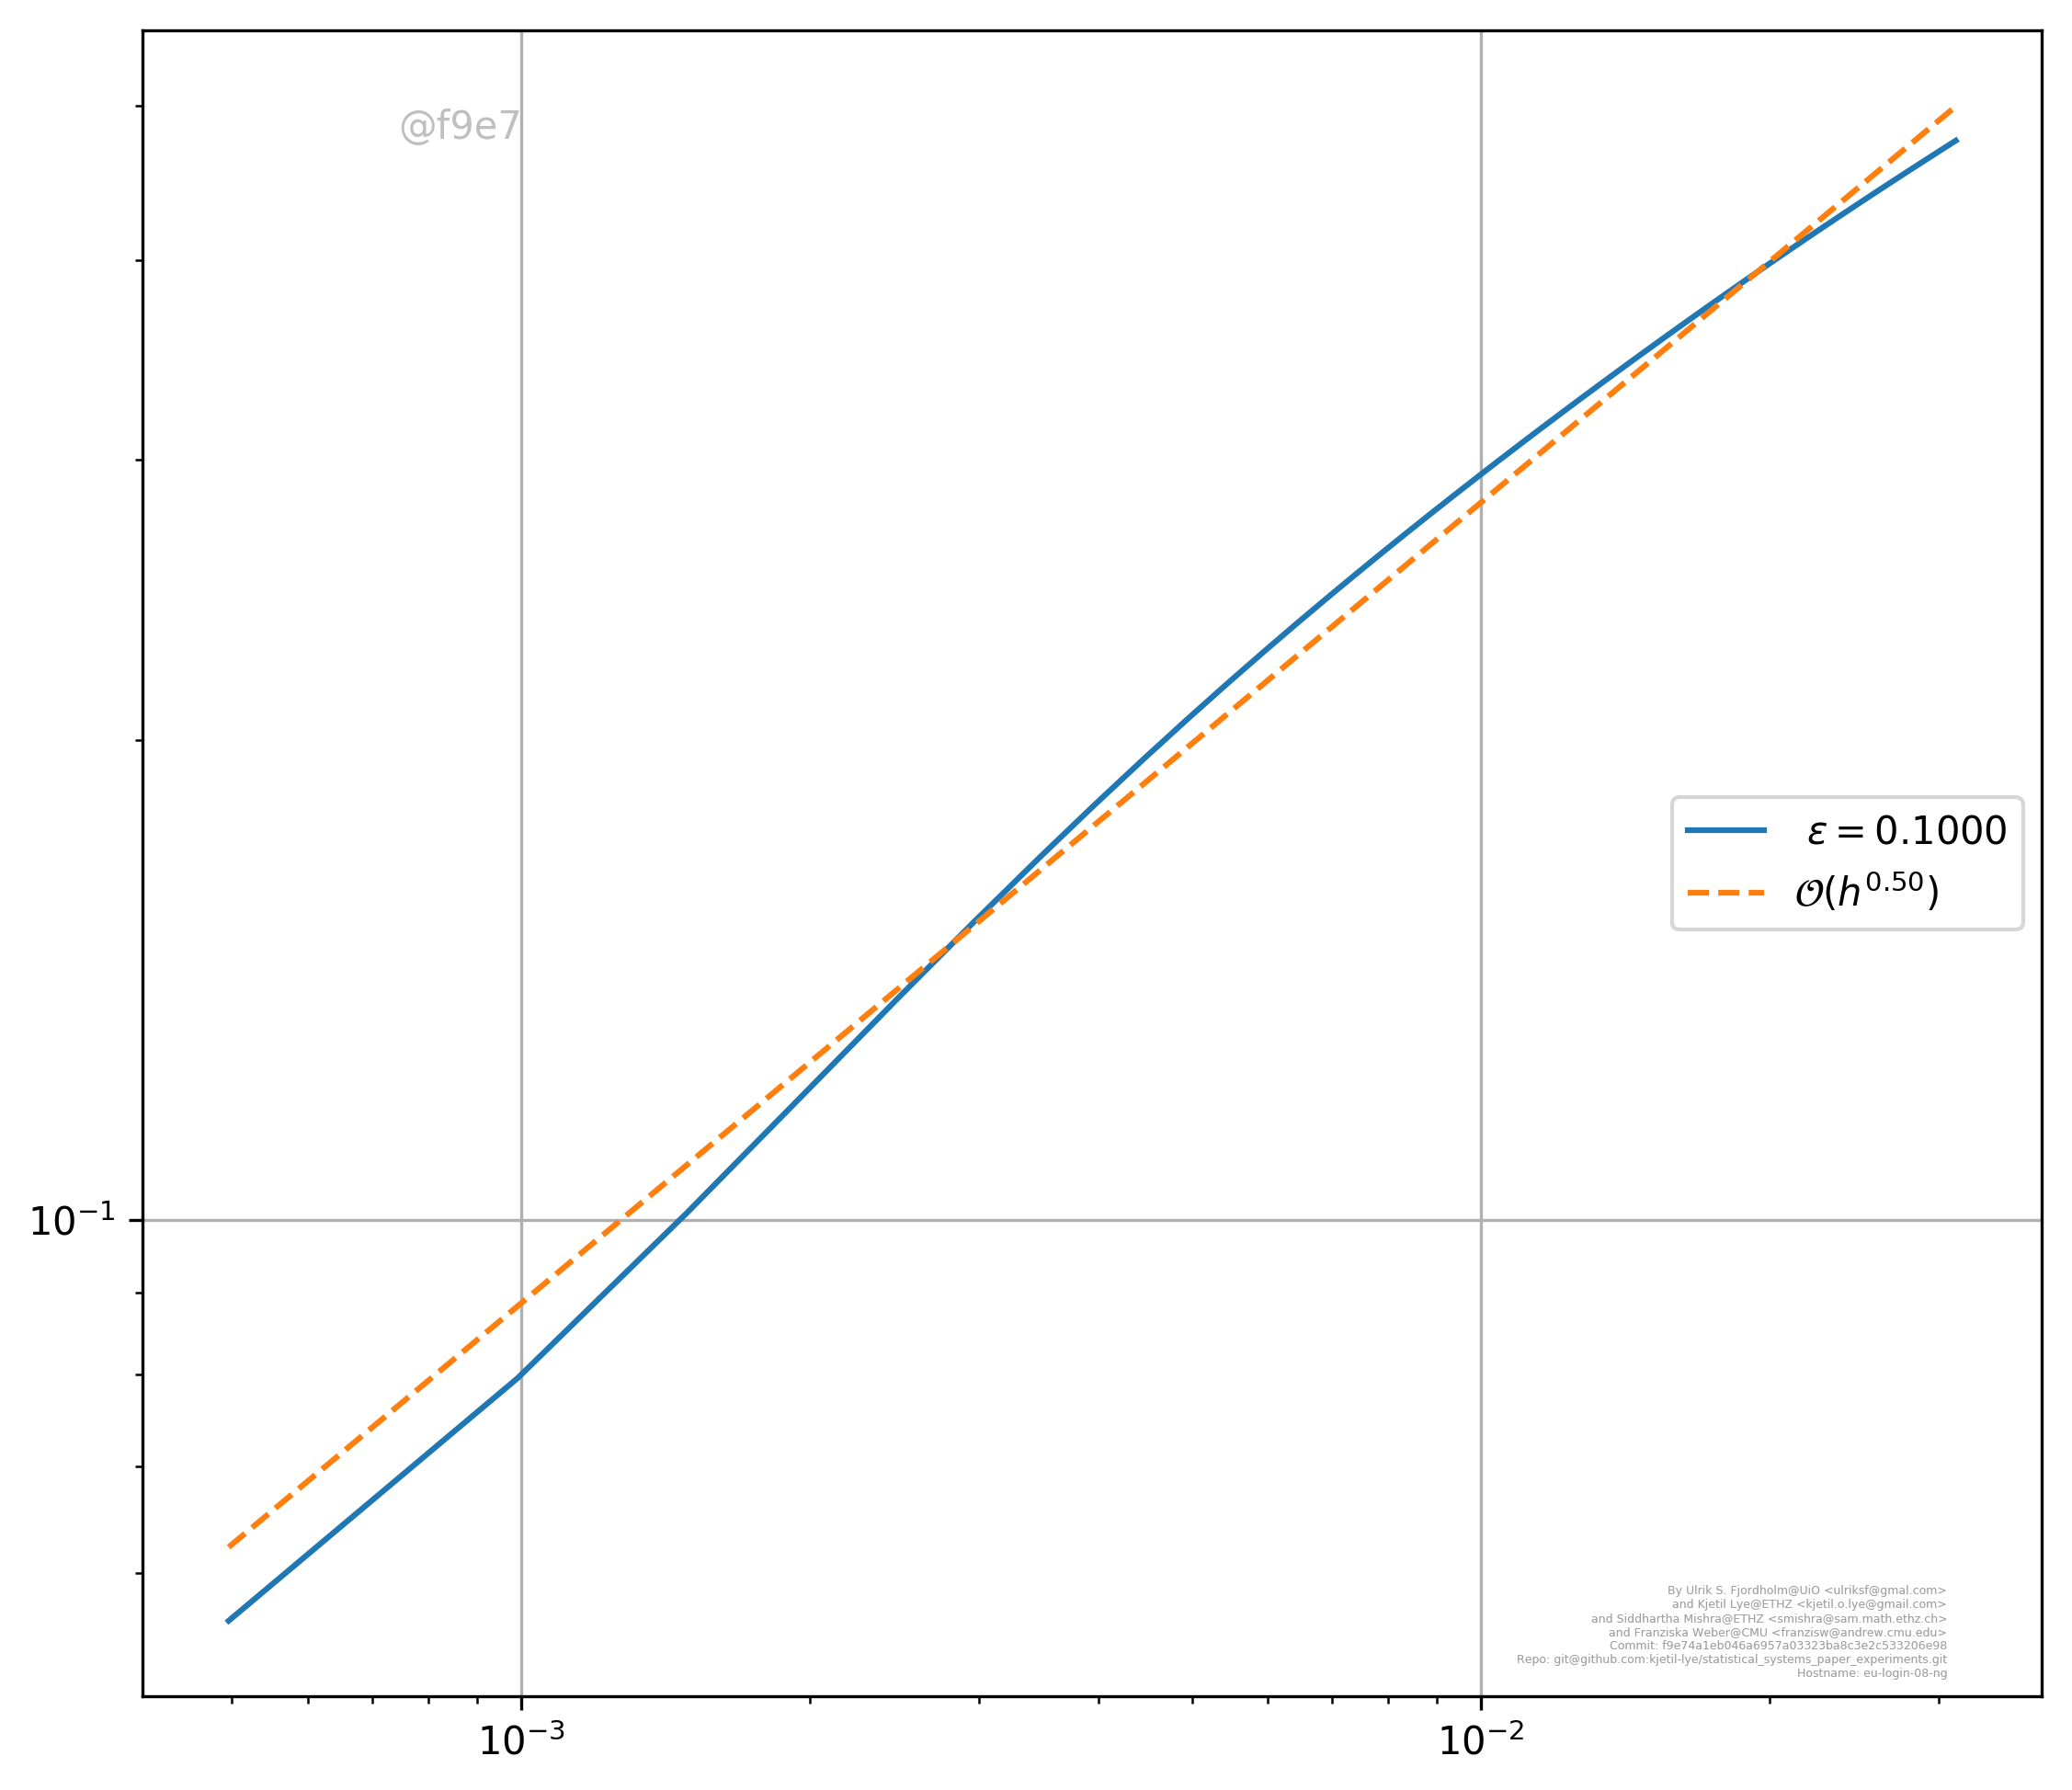 @f9e7
ε = 0.1000
𝒪(h^0.50)
10^−1
By Ulrik S. Fjordholm@UiO <ulriksf@gmal.com>
and Kjetil Lye@ETHZ <kjetil.o.lye@gmail.com>
and Siddhartha Mishra@ETHZ <smishra@sam.math.ethz.ch>
and Franziska Weber@CMU <franzisw@andrew.cmu.edu>
Commit: f9e74a1eb046a6957a03323ba8c3e2c533206e98
Repo: git@github.com:kjetil-lye/statistical_systems_paper_experiments.git
Hostname: eu-login-08-ng
10^−3
10^−2